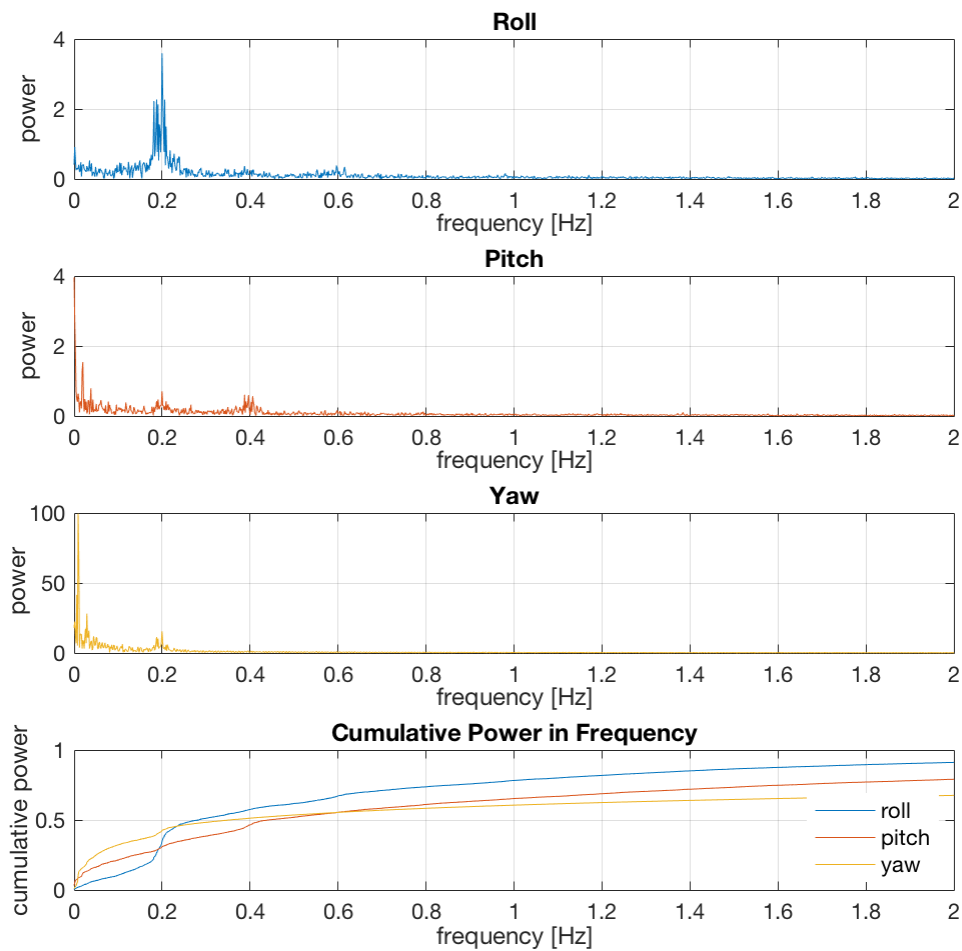 Roll
power
4
2
0
0 0.2 0.4 0.6 0.8 1 1.2 1.4 1.6 1.8 2
frequency [Hz]
Pitch
power
4
2
0
0 0.2 0.4 0.6 0.8 1 1.2 1.4 1.6 1.8 2
frequency [Hz]
Yaw
power
100
50
0
0 0.2 0.4 0.6 0.8 1 1.2 1.4 1.6 1.8 2
frequency [Hz]
Cumulative Power in Frequency
cumulative power
1
0.5
0
roll
pitch
yaw
0 0.2 0.4 0.6 0.8 1 1.2 1.4 1.6 1.8 2
frequency [Hz]